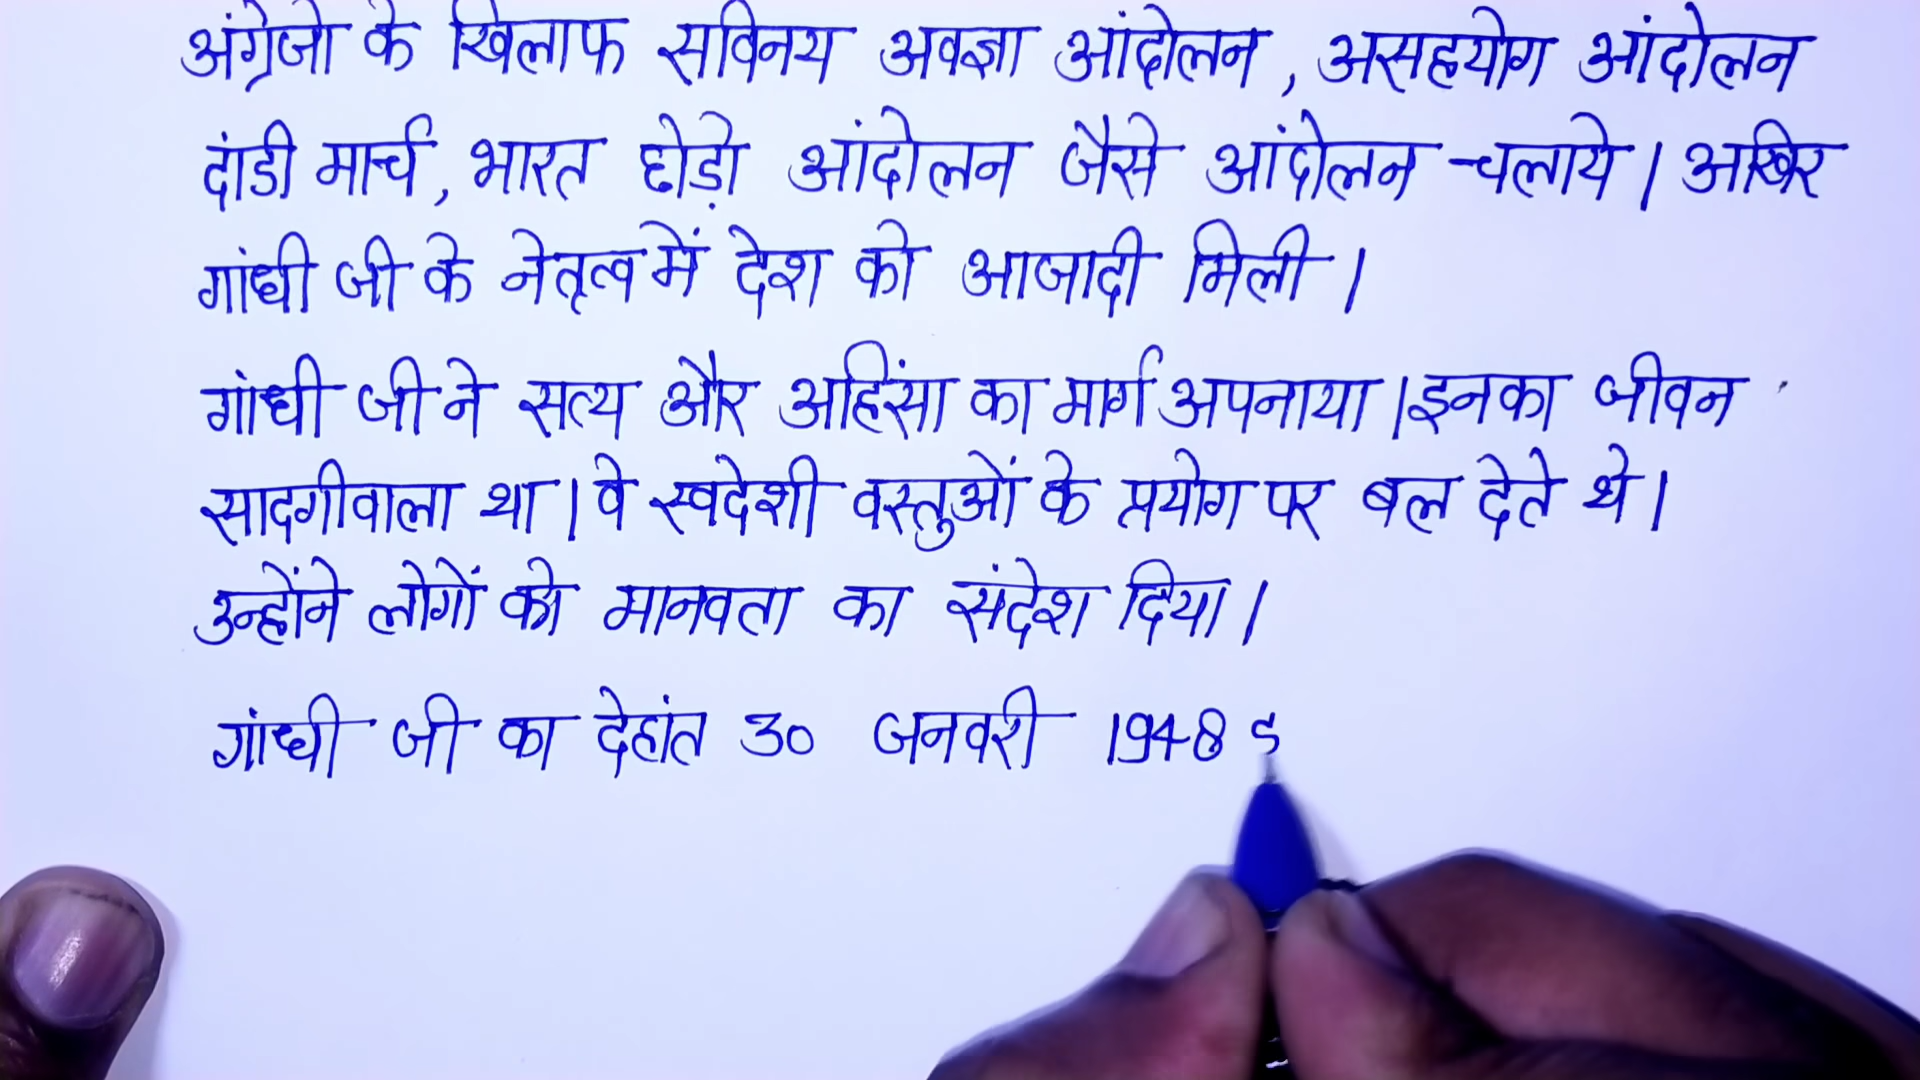 अंग्रेजो के खिलाफ सविनय अवज्ञा आंदोलन, असहयोग आंदोलन
दांडी मार्च, भारत छोड़ो आंदोलन जैसे आंदोलन चलाये। अखिर
गांधी जी के नेतृत्व में देश को आजादी मिली।
गांधी जी ने सत्य और अहिंसा का मार्ग अपनाया। इनका जीवन
सादगीवाला था। वे स्वदेशी वस्तुओं के प्रयोग पर बल देते थे।
उन्होंने लोगों को मानवता का संदेश दिया।
गांधी जी का देहांत 30 जनवरी 1948